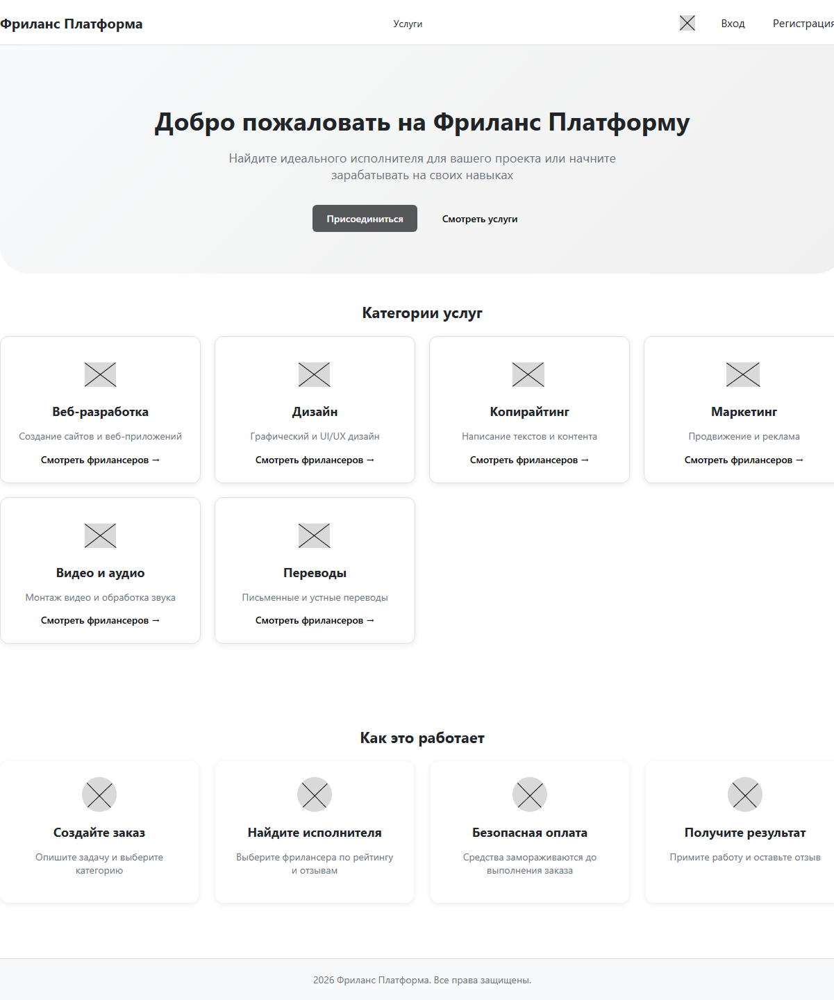 Фриланс Платформа
Услуги
Вход
Регистрация
Добро пожаловать на Фриланс Платформу
Найдите идеального исполнителя для вашего проекта или начните
зарабатывать на своих навыках
Присоединиться
Смотреть услуги
Категории услуг
Веб-разработка
Создание сайтов и веб-приложений
Смотреть фрилансеров →
Дизайн
Графический и UI/UX дизайн
Смотреть фрилансеров →
Копирайтинг
Написание текстов и контента
Смотреть фрилансеров →
Маркетинг
Продвижение и реклама
Смотреть фрилансеров →
Видео и аудио
Монтаж видео и обработка звука
Смотреть фрилансеров →
Переводы
Письменные и устные переводы
Смотреть фрилансеров →
Как это работает
Создайте заказ
Опишите задачу и выберите
категорию
Найдите исполнителя
Выберите фрилансера по рейтингу
и отзывам
Безопасная оплата
Средства замораживаются до
выполнения заказа
Получите результат
Примите работу и оставьте отзыв
2026 Фриланс Платформа. Все права защищены.